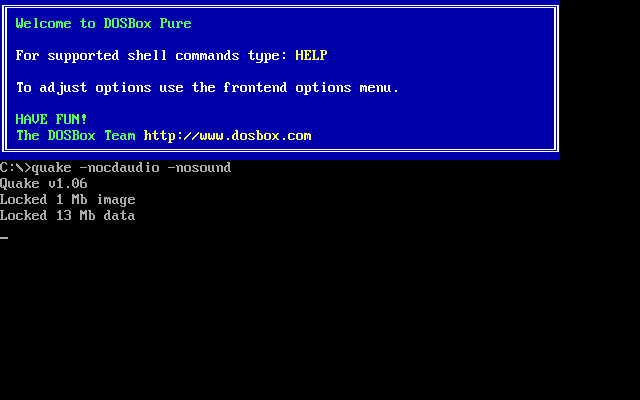 Welcome to DOSBox Pure
For supported shell commands type: HELP
To adjust options use the frontend options menu.
HAVE FUN!
The DOSBox Team http://www.dosbox.com
C:\>quake -nocdaudio -nosound
Quake v1.06
Locked 1 Mb image
Locked 13 Mb data